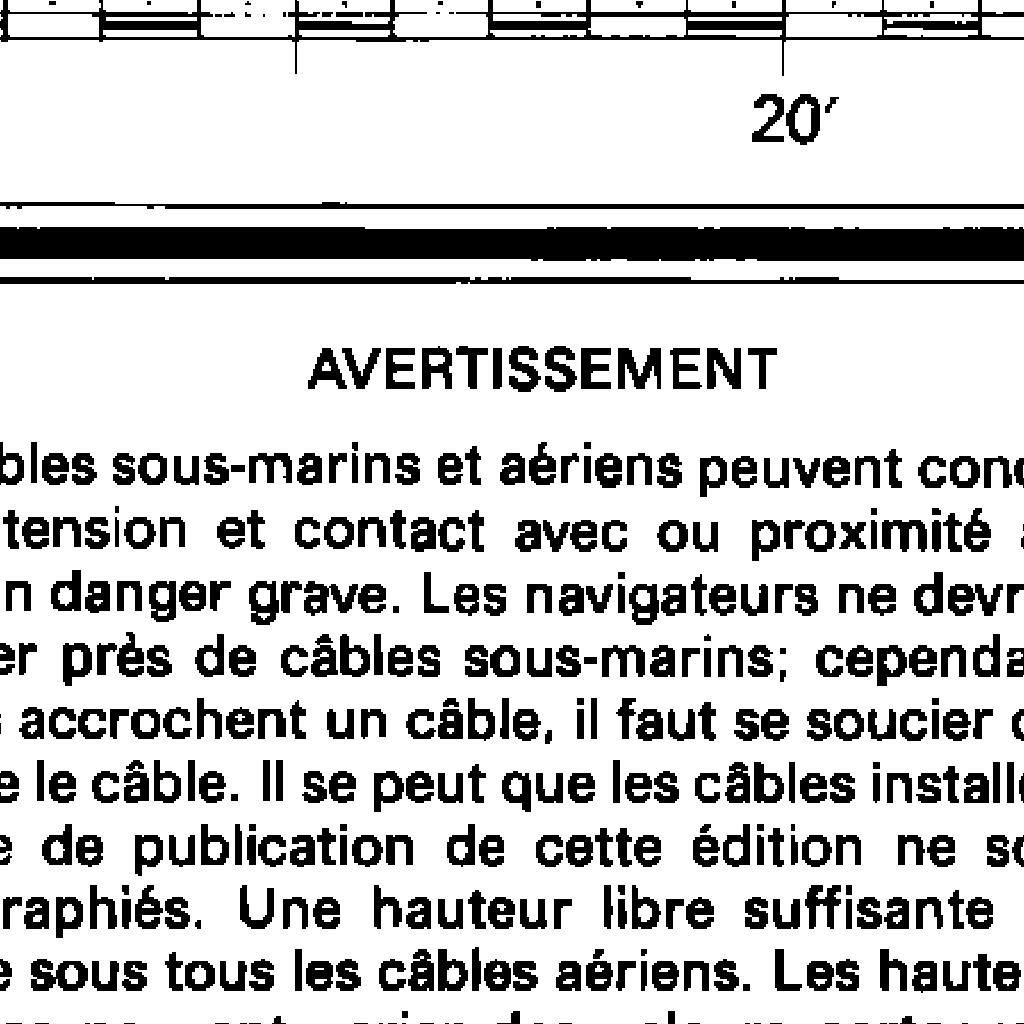 20′
AVERTISSEMENT
bles sous-marins et aériens peuvent cond
tension et contact avec ou proximité
n danger grave. Les navigateurs ne devr
er près de câbles sous-marins; cependa
accrochent un câble, il faut se soucier
e le câble. Il se peut que les câbles installé
e de publication de cette édition ne so
raphiés. Une hauteur libre suffisante
e sous tous les câbles aériens. Les haute